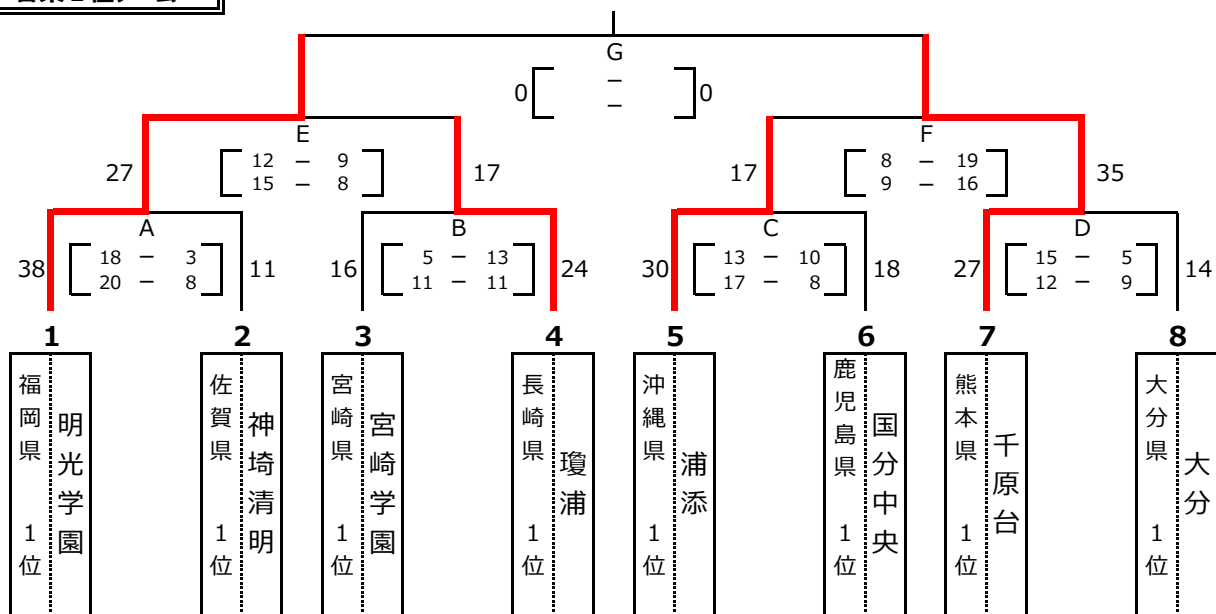 G
0 － 0
－
E F
27 12 － 9 17 17 8 － 19 35
15 － 8 9 － 16
A B C D
38 18 － 3 11 16 5 － 13 24 30 13 － 10 18 27 15 － 5 14
20 － 8 11 － 11 17 － 8 12 － 9
1 2 3 4 5 6 7 8
福岡県 1位 明光学園
佐賀県 1位 神埼清明
宮崎県 1位 宮崎学園
長崎県 1位 瓊浦
沖縄県 1位 浦添
鹿児島県 1位 国分中央
熊本県 1位 千原台
大分県 1位 大分